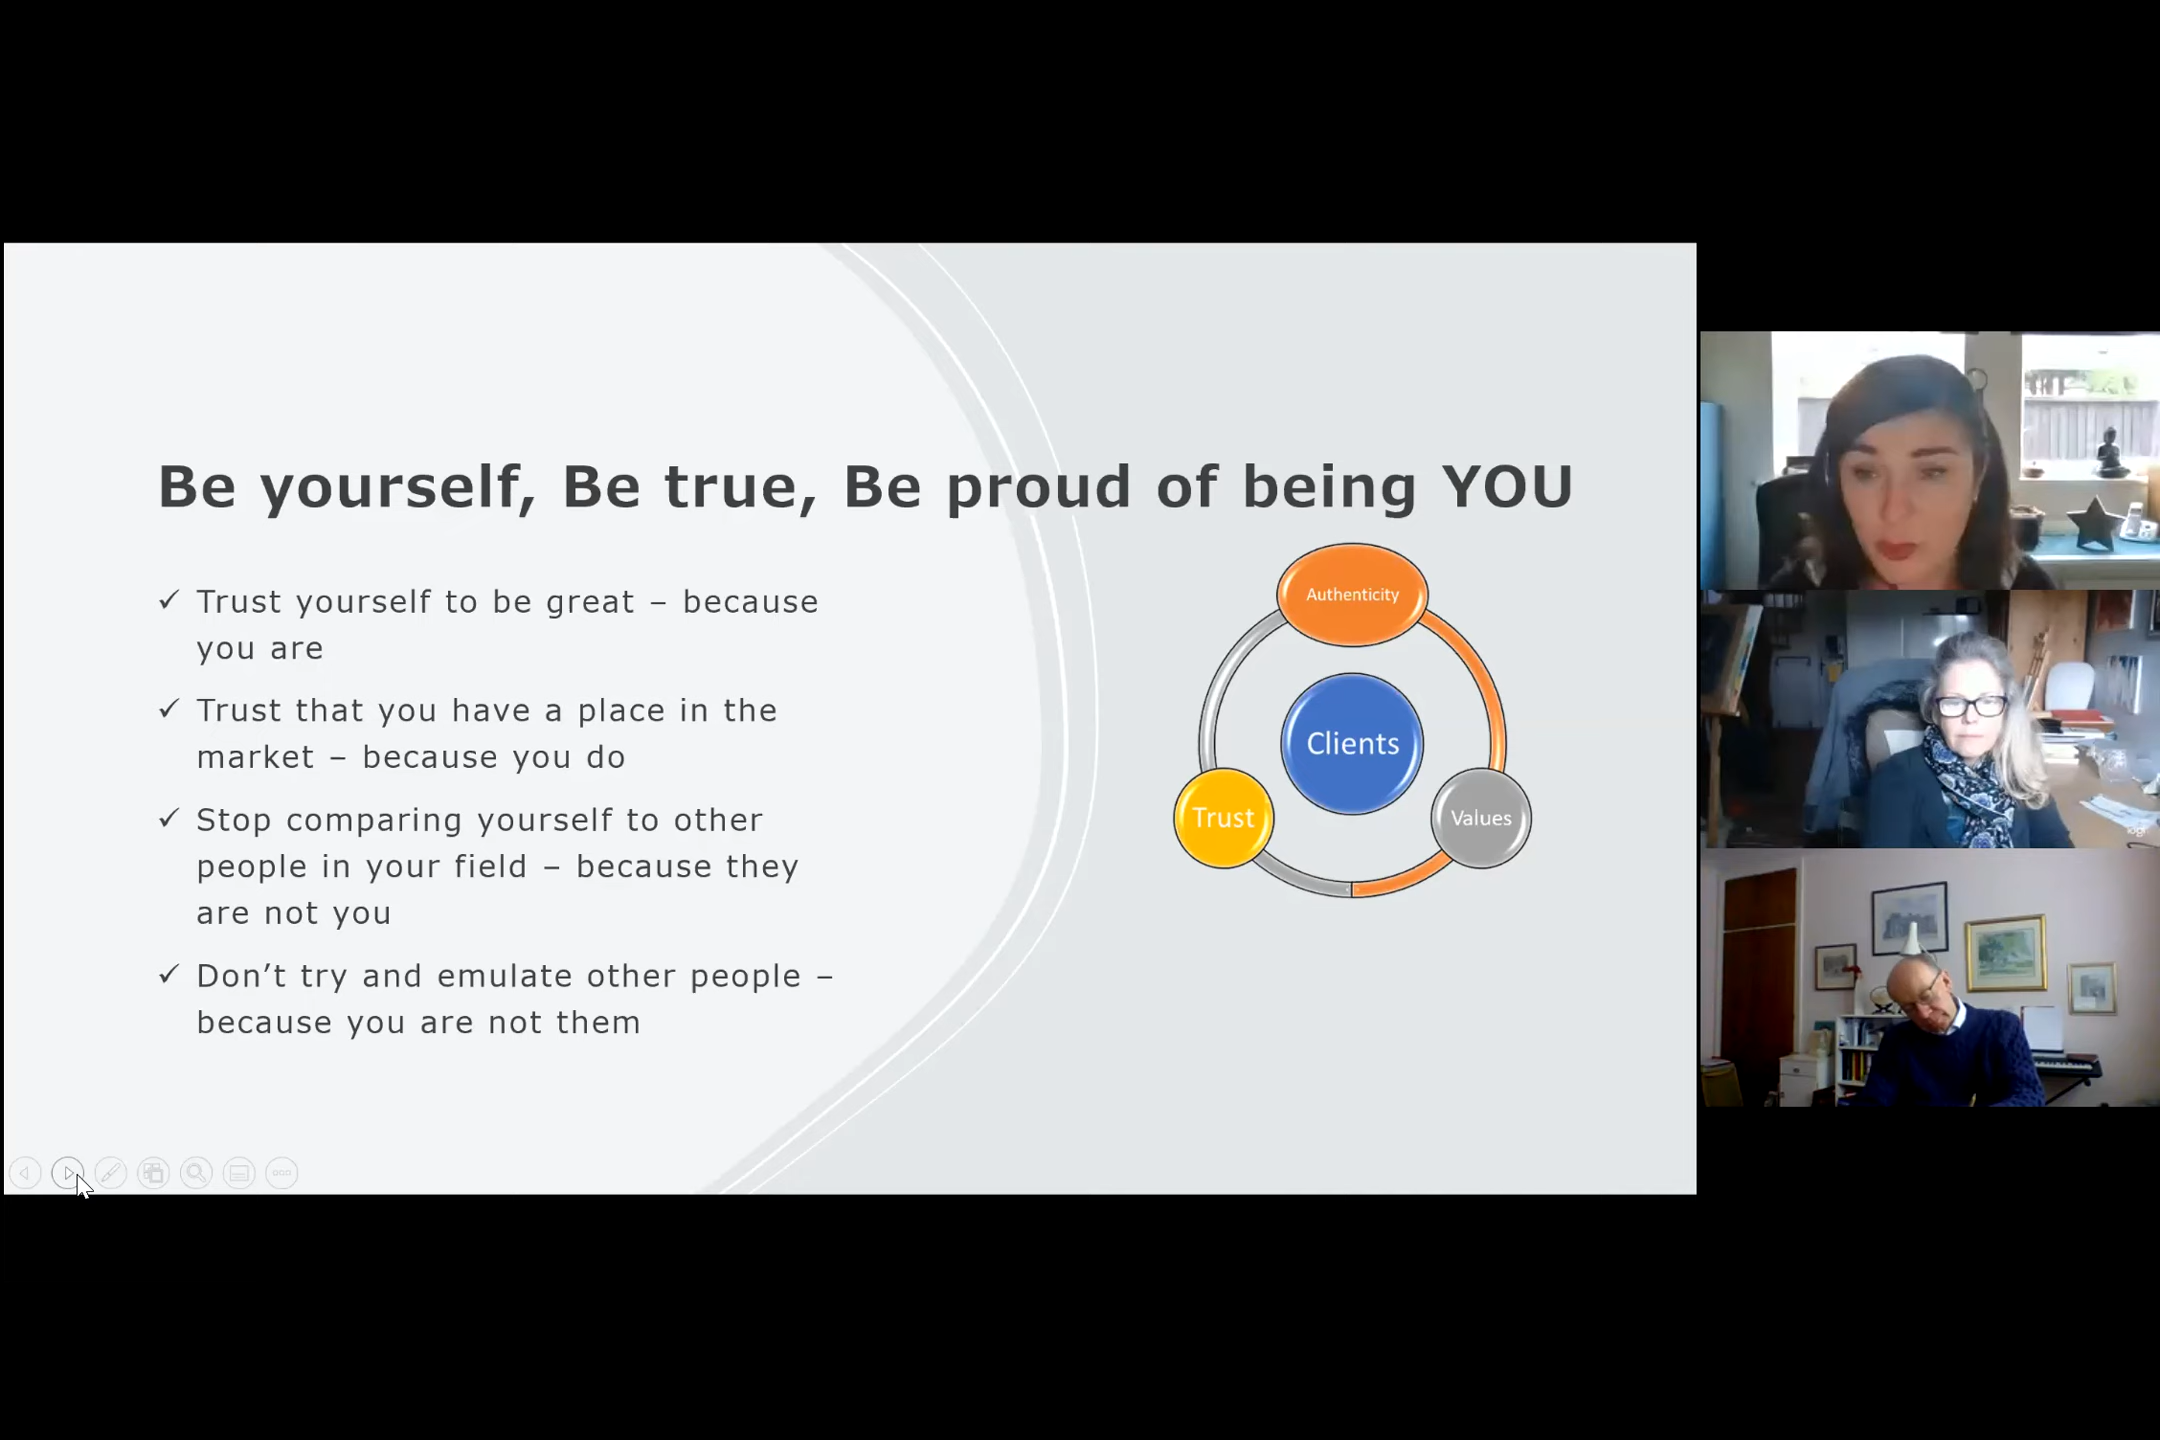 Be yourself, Be true, Be proud of being YOU
✓ Trust yourself to be great – because
you are
✓ Trust that you have a place in the
market – because you do
✓ Stop comparing yourself to other
people in your field – because they
are not you
✓ Don’t try and emulate other people –
because you are not them
Authenticity
Clients
Trust
Values
logi